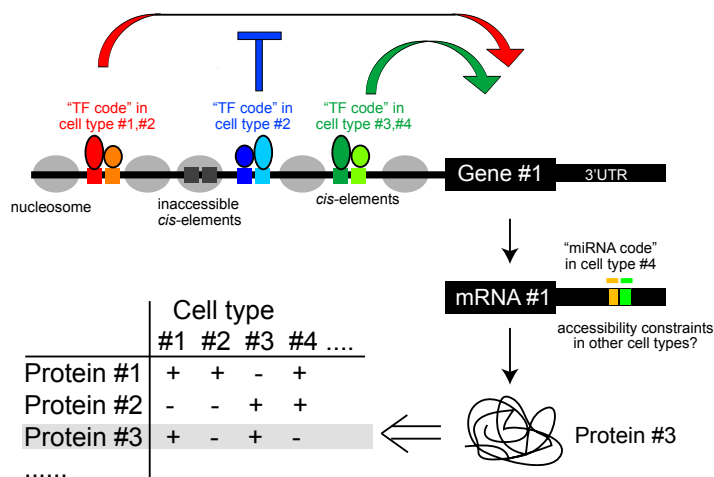 “TF code” in
cell type #1,#2
“TF code” in
cell type #2
“TF code” in
cell type #3,#4
nucleosome
inaccessible
cis-elements
cis-elements
Gene #1
3’UTR
“miRNA code”
in cell type #4
mRNA #1
accessibility constraints
in other cell types?
Cell type
#1 #2 #3 #4 ....
Protein #1 + + - +
Protein #2 - - + +
Protein #3 + - + -
......
Protein #3